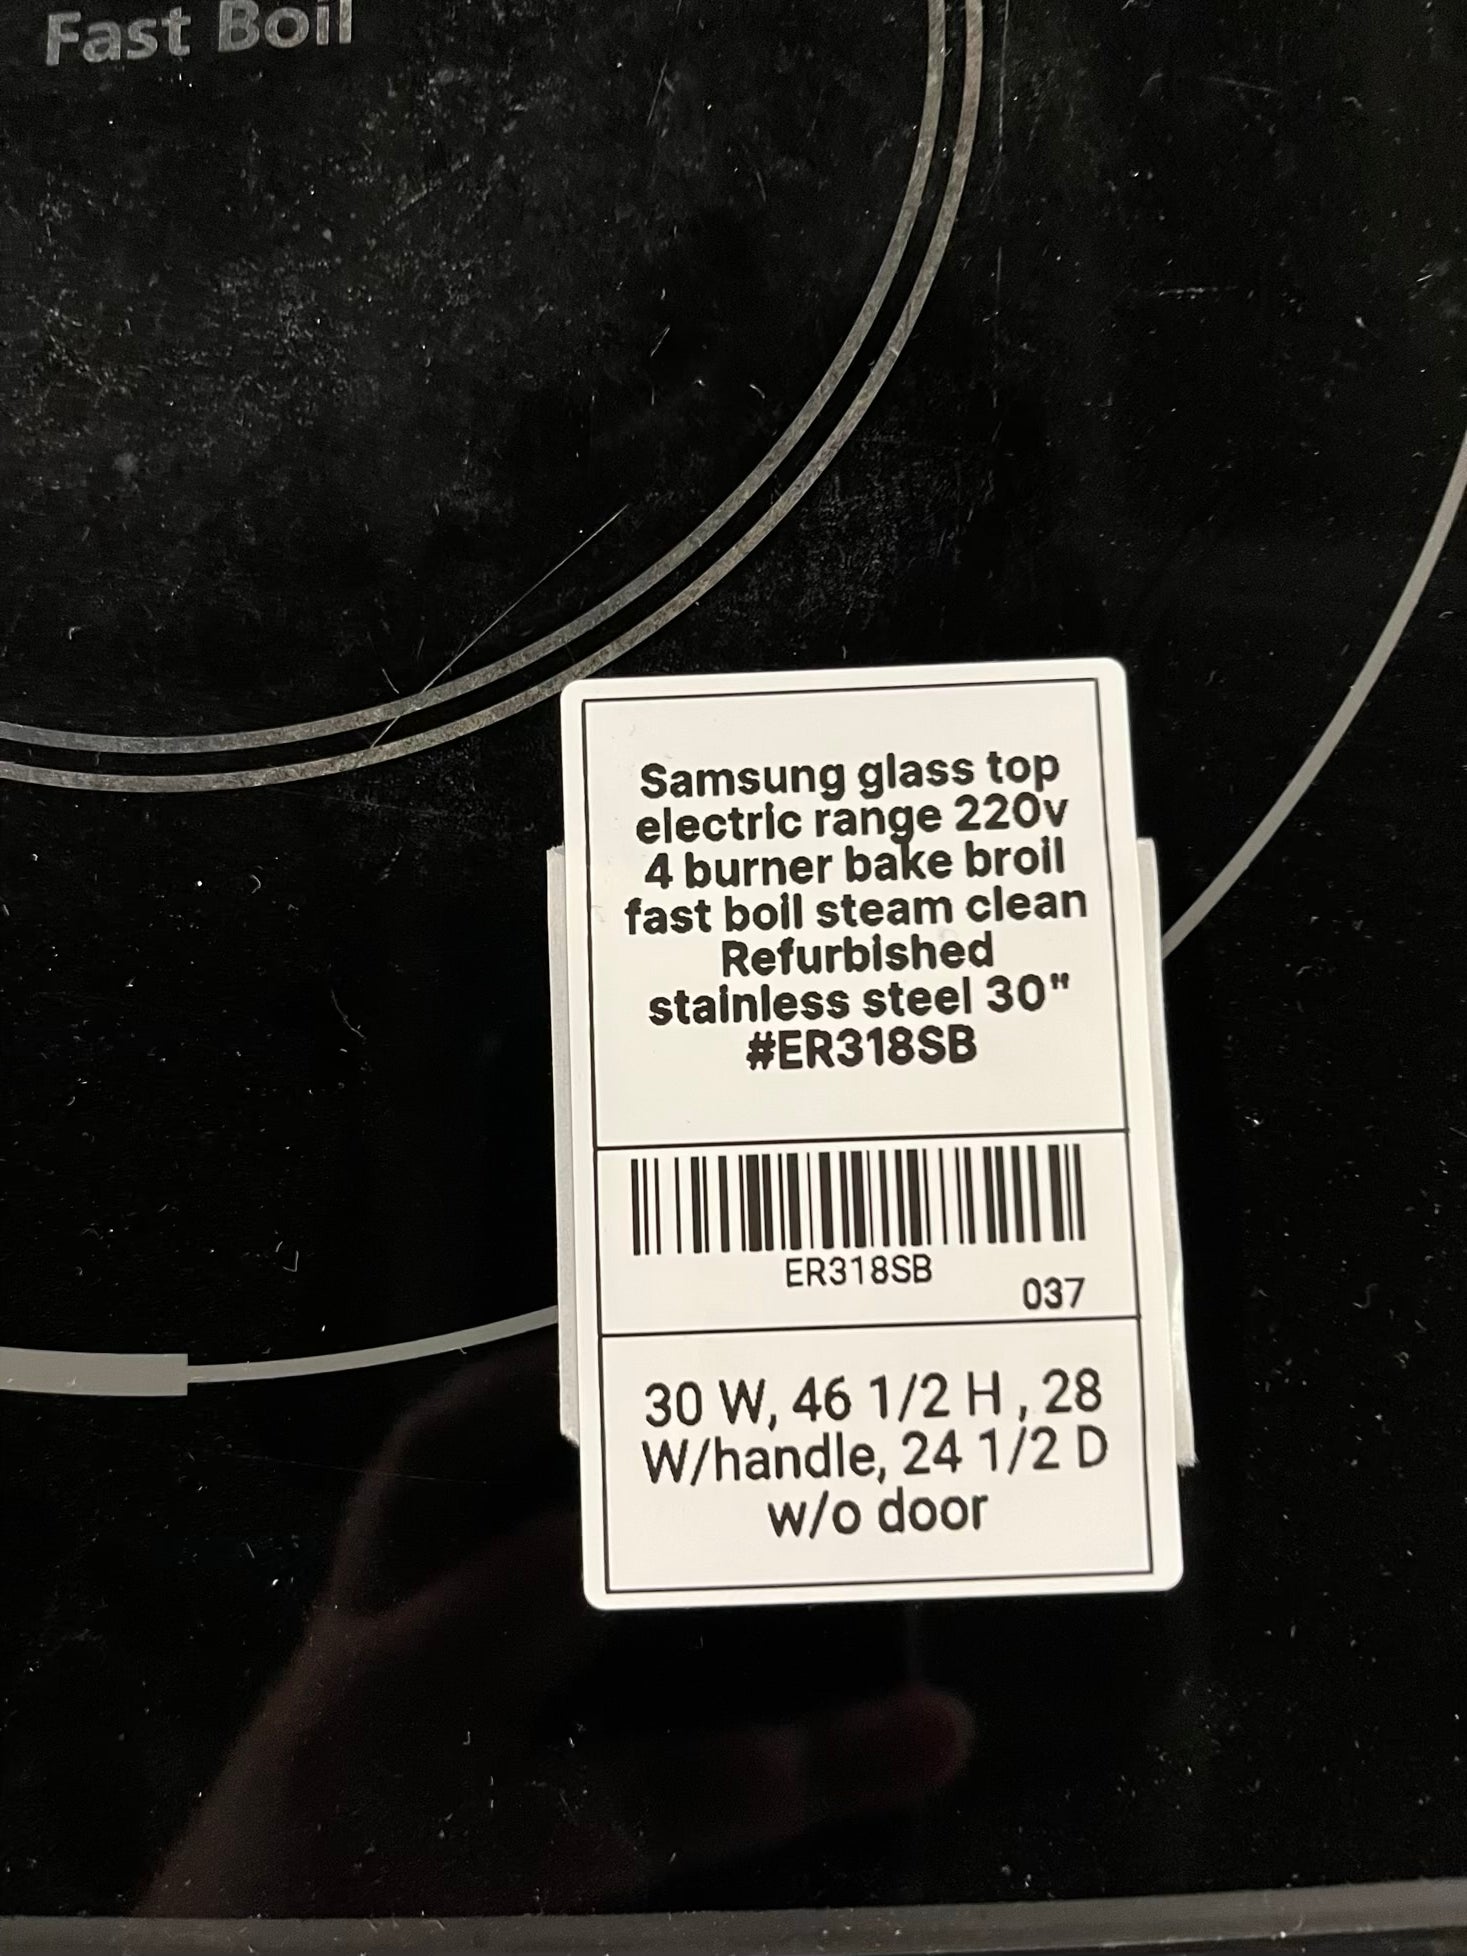 Fast Boil
Samsung glass top
electric range 220v
4 burner bake broil
fast boil steam clean
Refurbished
stainless steel 30"
#ER318SB
ER318SB
037
30 W, 46 1/2 H , 28
W/handle, 24 1/2 D
w/o door